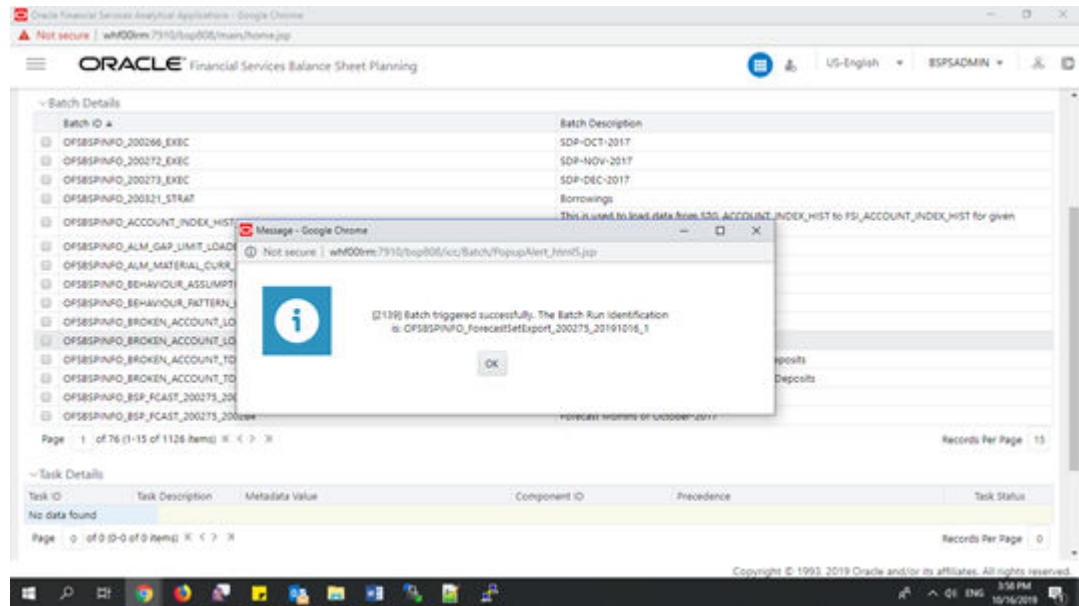 Oracle Financial Services Analytical Applications - Google Chrome
Not secure | whf00lrm:7910/bsp808/main/home.jsp
ORACLE Financial Services Balance Sheet Planning
US-English
BSPSADMIN
Batch Details
Batch ID
Batch Description
OFSBSPINFO_200266_EXEC
SDP-OCT-2017
OFSBSPINFO_200272_EXEC
SDP-NOV-2017
OFSBSPINFO_200273_EXEC
SDP-DEC-2017
OFSBSPINFO_200321_STRAT
Borrowings
This is used to load data from STG_ACCOUNT_INDEX_HIST to FSI_ACCOUNT_INDEX_HIST for given
OFSBSPINFO_ACCOUNT_INDEX_HIST
OFSBSPINFO_ALM_GAP_LIMIT_LOADE
OFSBSPINFO_ALM_MATERIAL_CURR_
OFSBSPINFO_BEHAVIOUR_ASSUMPT
OFSBSPINFO_BEHAVIOUR_PATTERN_
OFSBSPINFO_BROKEN_ACCOUNT_LO
OFSBSPINFO_BROKEN_ACCOUNT_LO
OFSBSPINFO_BROKEN_ACCOUNT_TO
eposits
OFSBSPINFO_BROKEN_ACCOUNT_TO
Deposits
OFSBSPINFO_BSP_FCAST_200275_200
OFSBSPINFO_BSP_FCAST_200275_200284
Forecast Months of October-2017
Message - Google Chrome
Not secure | whf00lrm:7910/bsp808/icc/Batch/PopupAlert_html5.jsp
[2139] Batch triggered successfully. The Batch Run Identification
is: OFSBSPINFO_ForecastSetExport_200275_20191016_1
OK
Page 1 of 76 (1-15 of 1126 items)
Records Per Page 15
Task Details
Task ID
Task Description
Metadata Value
Component ID
Precedence
Task Status
No data found
Page 0 of 0 (0-0 of 0 items)
Records Per Page 0
Copyright © 1993, 2019 Oracle and/or its affiliates. All rights reserved.
ENG
3:58 PM
10/16/2019